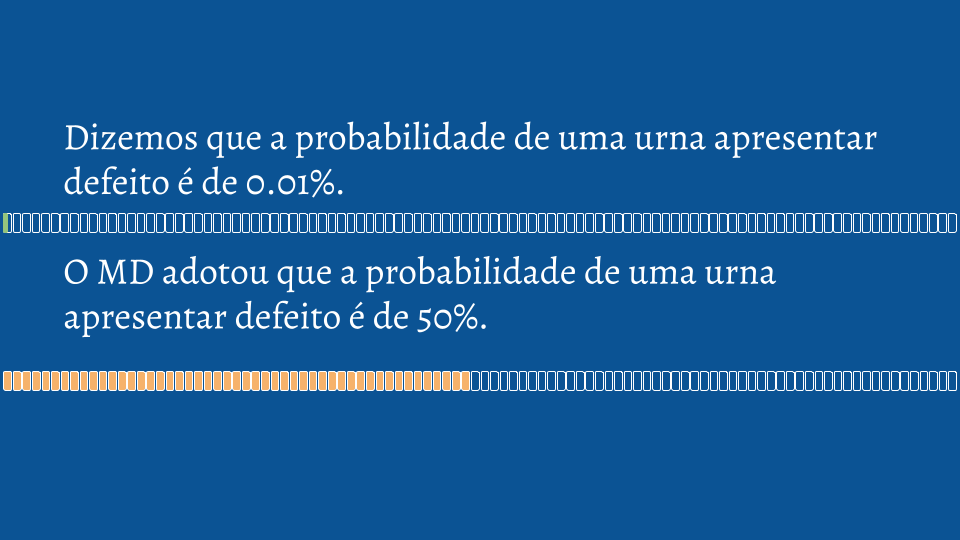 Dizemos que a probabilidade de uma urna apresentar
defeito é de 0.01%.
O MD adotou que a probabilidade de uma urna
apresentar defeito é de 50%.